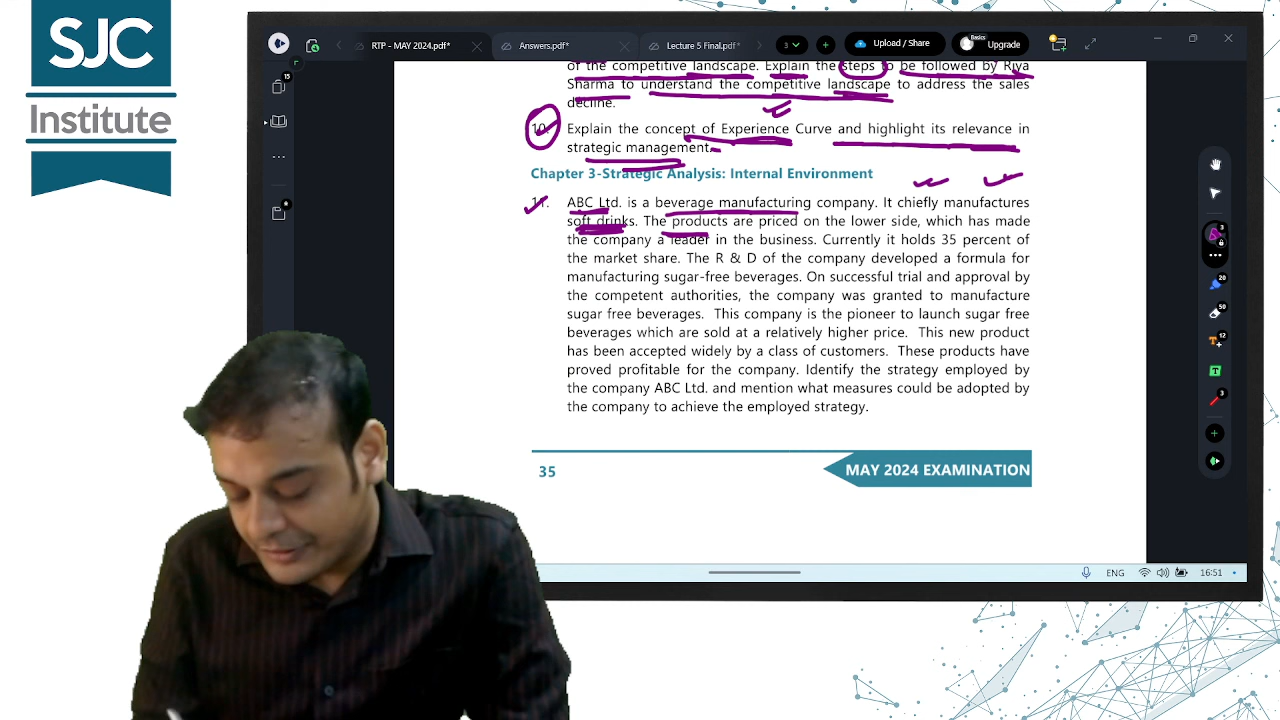 SJC
Institute
RTP - MAY 2024.pdf*
Answers.pdf*
Lecture 5 Final.pdf*
3
Upload / Share
Basics
Upgrade
15
of the competitive landscape. Explain the steps to be followed by Riya
Sharma to understand the competitive landscape to address the sales
decline.
10. Explain the concept of Experience Curve and highlight its relevance in
strategic management.
Chapter 3-Strategic Analysis: Internal Environment
11. ABC Ltd. is a beverage manufacturing company. It chiefly manufactures
soft drinks. The products are priced on the lower side, which has made
the company a leader in the business. Currently it holds 35 percent of
the market share. The R & D of the company developed a formula for
manufacturing sugar-free beverages. On successful trial and approval by
the competent authorities, the company was granted to manufacture
sugar free beverages. This company is the pioneer to launch sugar free
beverages which are sold at a relatively higher price. This new product
has been accepted widely by a class of customers. These products have
proved profitable for the company. Identify the strategy employed by
the company ABC Ltd. and mention what measures could be adopted by
the company to achieve the employed strategy.
35
MAY 2024 EXAMINATION
3
20
50
12
T
3
ENG
16:51